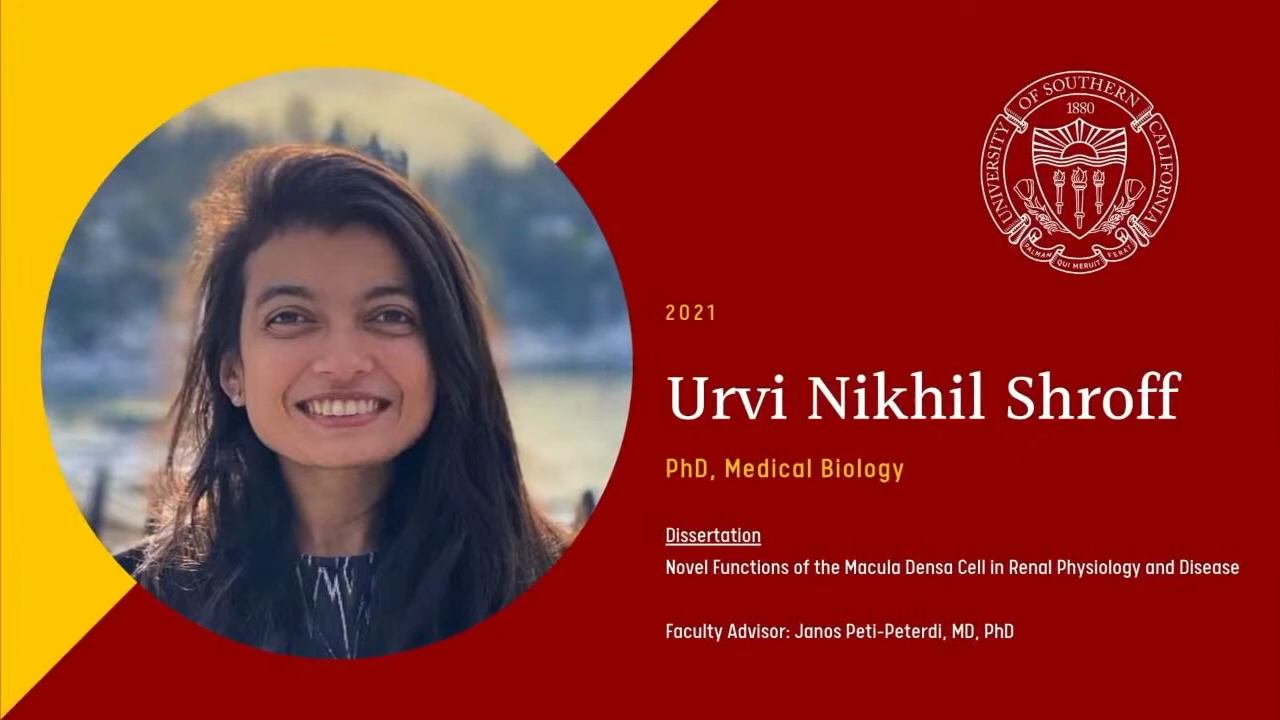 UNIVERSITY OF SOUTHERN CALIFORNIA
1880
PALMAM QUI MERUIT FERAT
2021
Urvi Nikhil Shroff
PhD, Medical Biology
Dissertation
Novel Functions of the Macula Densa Cell in Renal Physiology and Disease
Faculty Advisor: Janos Peti-Peterdi, MD, PhD